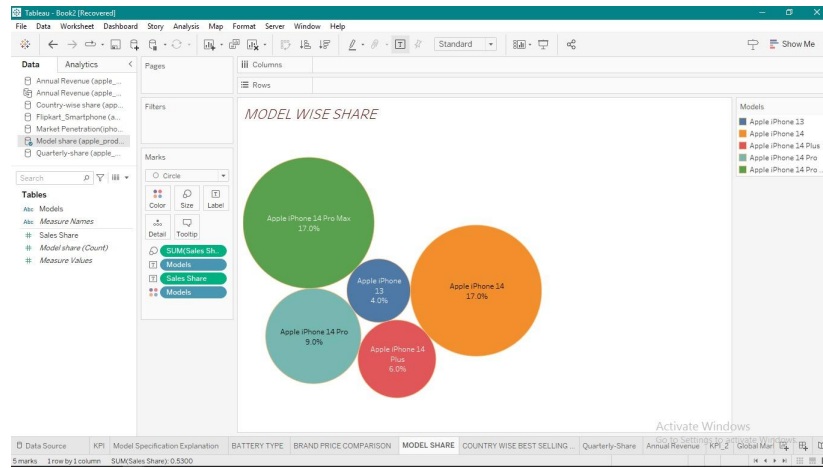 Tableau - Book2 [Recovered]
File Data Worksheet Dashboard Story Analysis Map Format Server Window Help
Standard
Show Me
Data Analytics
Annual Revenue (apple_...
Annual Revenue (apple_...
Country-wise share (app...
Flipkart_Smartphone (a...
Market Penetration(ipho...
Model share (apple_prod...
Quarterly-share (apple_...
Search
Tables
Abc Models
Abc Measure Names
# Sales Share
# Model share (Count)
# Measure Values
Pages
Filters
Marks
Circle
Color Size Label
Detail Tooltip
SUM(Sales Sh..
Models
Sales Share
Models
Columns
Rows
MODEL WISE SHARE
Apple iPhone 14 Pro Max
17.0%
Apple iPhone
13
4.0%
Apple iPhone 14
17.0%
Apple iPhone 14 Pro
9.0%
Apple iPhone 14
Plus
6.0%
Models
Apple iPhone 13
Apple iPhone 14
Apple iPhone 14 Plus
Apple iPhone 14 Pro
Apple iPhone 14 Pro ..
Activate Windows
Go to Settings to activate Windows.
Data Source KPI Model Specification Explanation BATTERY TYPE BRAND PRICE COMPARISON MODEL SHARE COUNTRY WISE BEST SELLING ... Quarterly-Share Annual Revenue KPI_2 Global Mar
5 marks 1 row by 1 column SUM(Sales Share): 0.5300